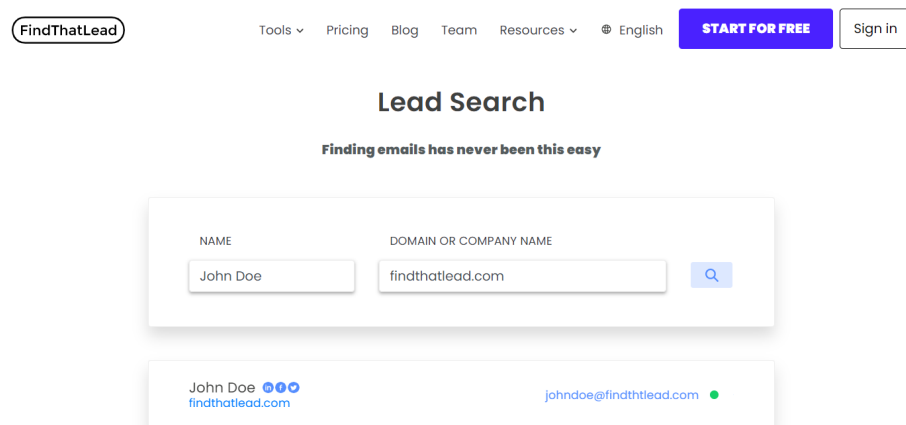 FindThatLead
Tools Pricing Blog Team Resources English START FOR FREE Sign in
Lead Search
Finding emails has never been this easy
NAME DOMAIN OR COMPANY NAME
John Doe findthatlead.com
John Doe in f
findthatlead.com
johndoe@findthtlead.com